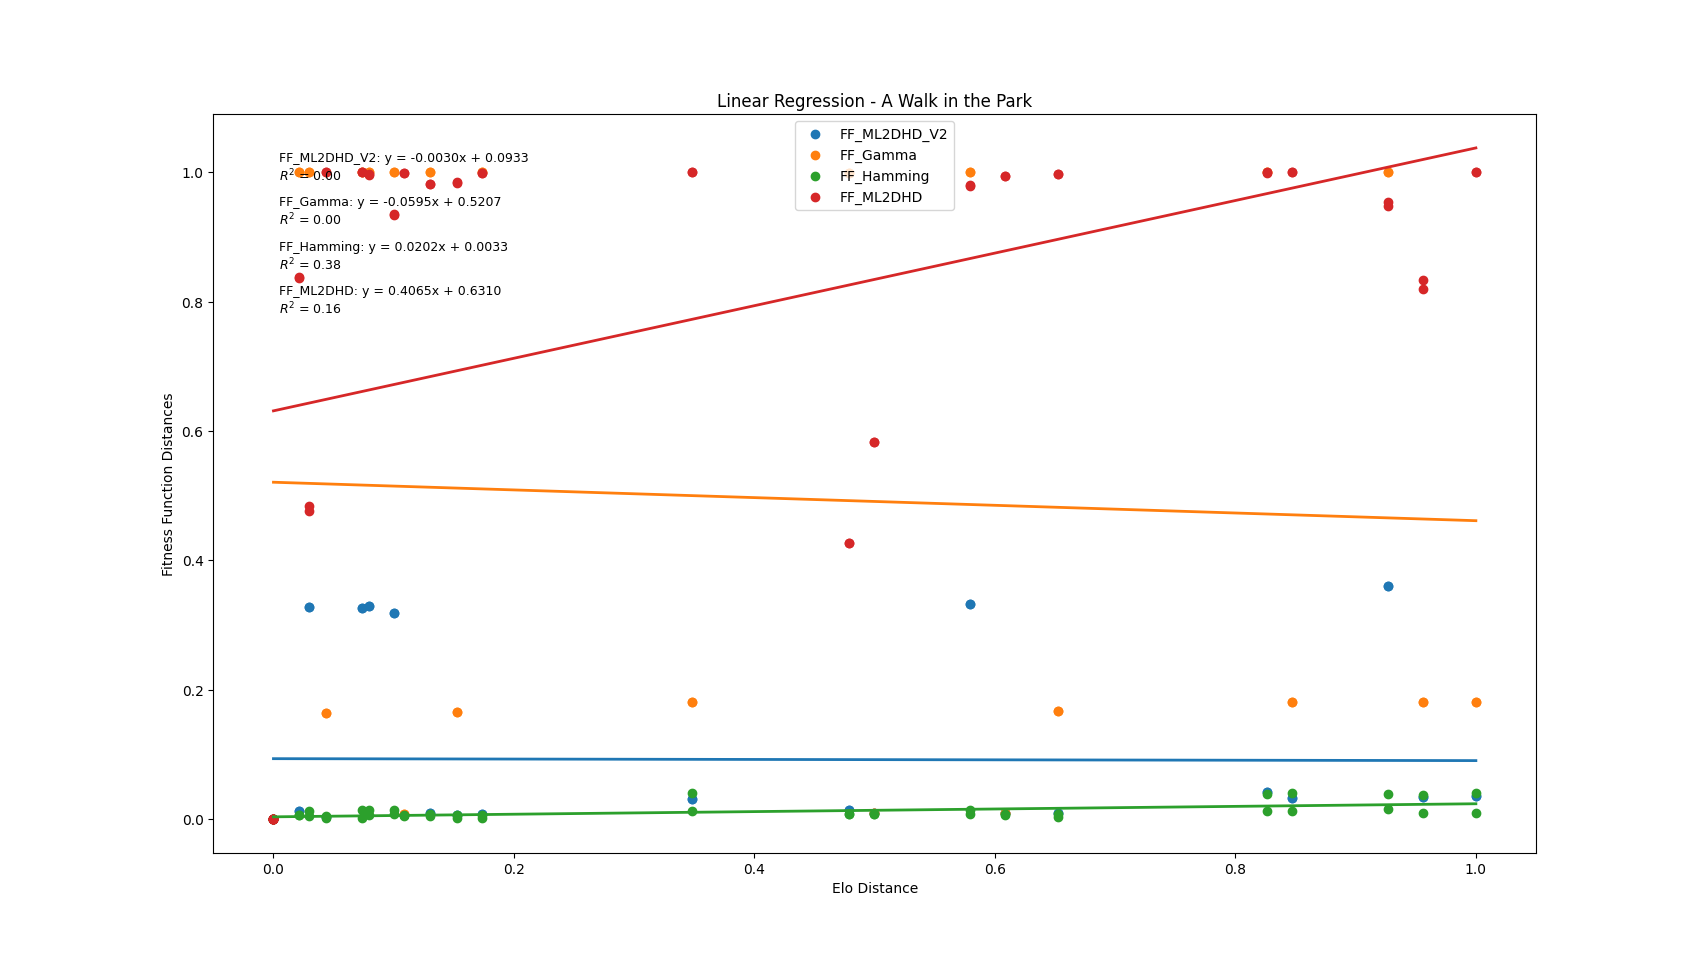 Linear Regression - A Walk in the Park
FF_ML2DHD_V2
FF_Gamma
FF_Hamming
FF_ML2DHD
FF_ML2DHD_V2: y = -0.0030x + 0.0933
R² = 0.00
FF_Gamma: y = -0.0595x + 0.5207
R² = 0.00
FF_Hamming: y = 0.0202x + 0.0033
R² = 0.38
FF_ML2DHD: y = 0.4065x + 0.6310
R² = 0.16
Fitness Function Distances
1.0
0.8
0.6
0.4
0.2
0.0
0.0 0.2 0.4 0.6 0.8 1.0
Elo Distance